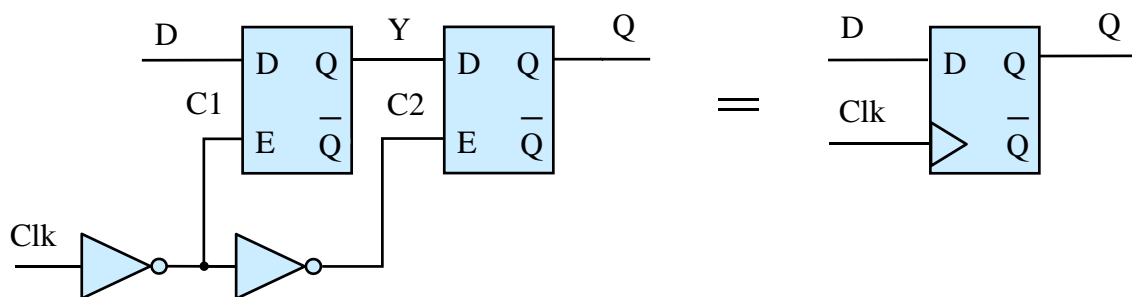 D Y Q D Q
D Q D Q D Q
C1 C2 Clk
E Q̅ E Q̅ Q̅
Clk